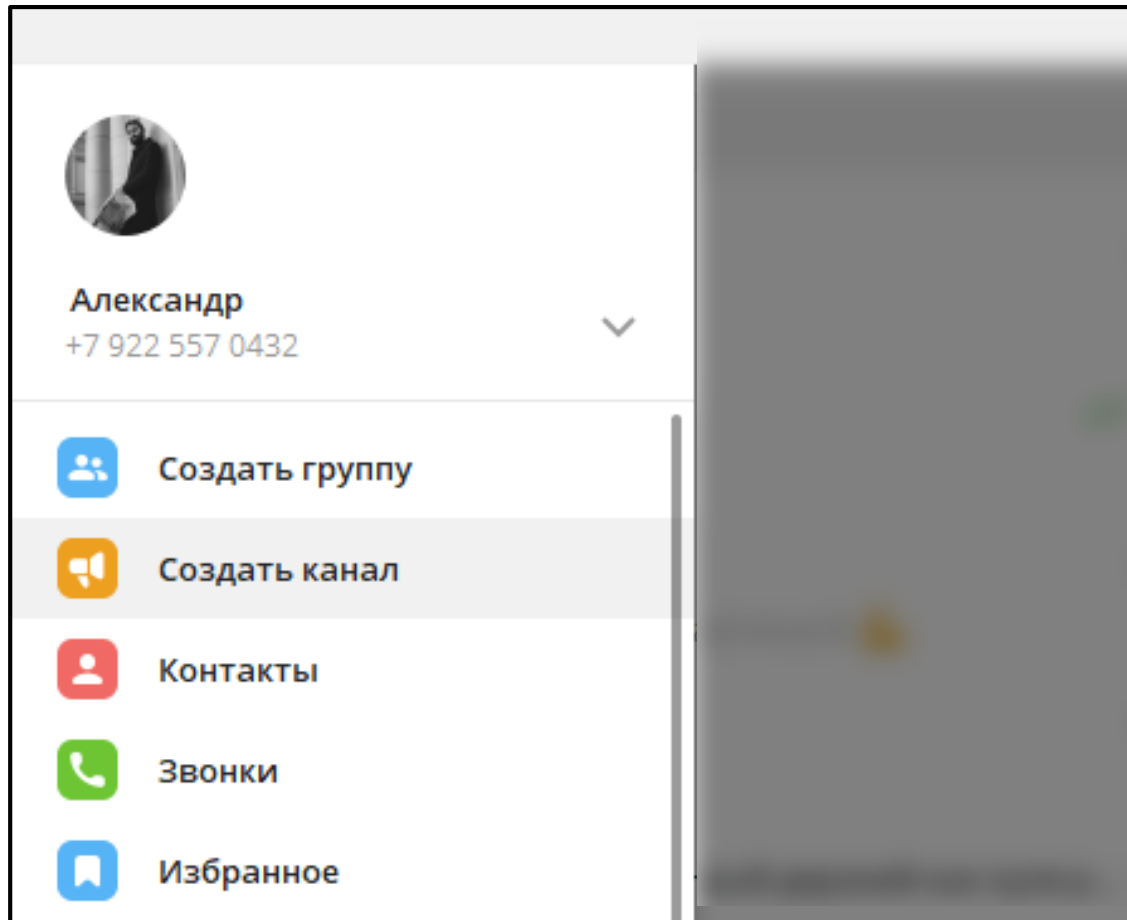 Александр
+7 922 557 0432
Создать группу
Создать канал
Контакты
Звонки
Избранное